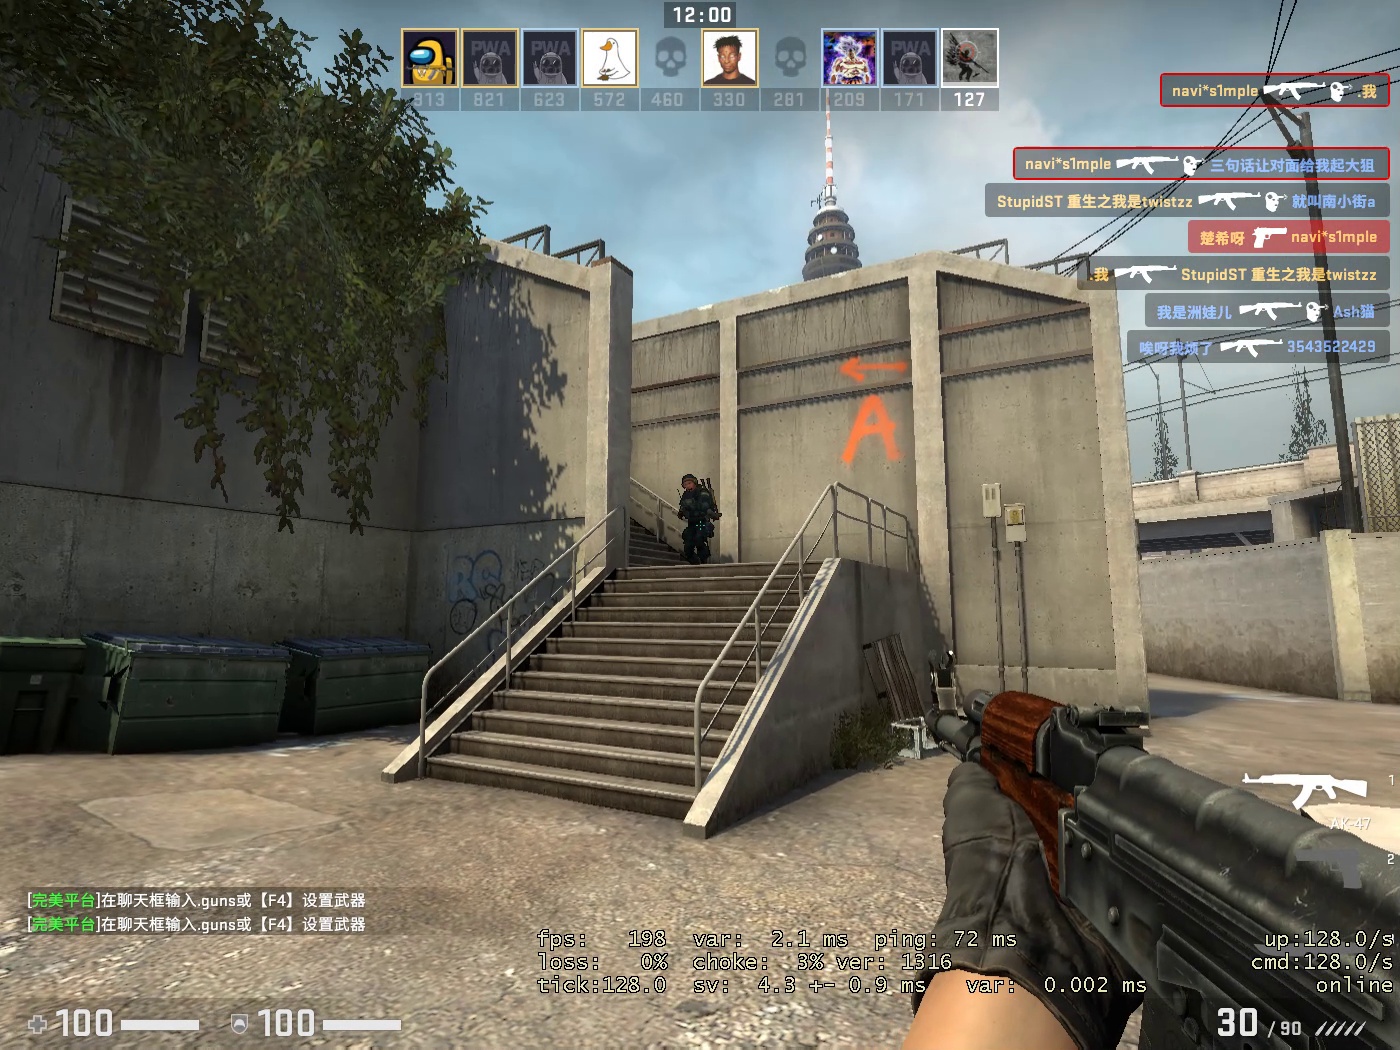 12:00
PWA PWA PWA
813 821 623 572 460 330 281 209 171 127
navi*s1mple .我
navi*s1mple 三句话让对面给我起大狙
StupidST 重生之我是twistzz 就叫南小街a
楚希呀 navi*s1mple
.我 StupidST 重生之我是twistzz
我是洲娃儿 Ash猫
唉呀我烦了 3543522429
A
1
AK-47
2
[完美平台]在聊天框输入.guns或【F4】设置武器
[完美平台]在聊天框输入.guns或【F4】设置武器
fps: 198 var: 2.1 ms ping: 72 ms up:128.0/s
loss: 0% choke: 3% ver: 1316 cmd:128.0/s
tick:128.0 sv: 4.3 +- 0.9 ms var: 0.002 ms online
100 100 30 / 90